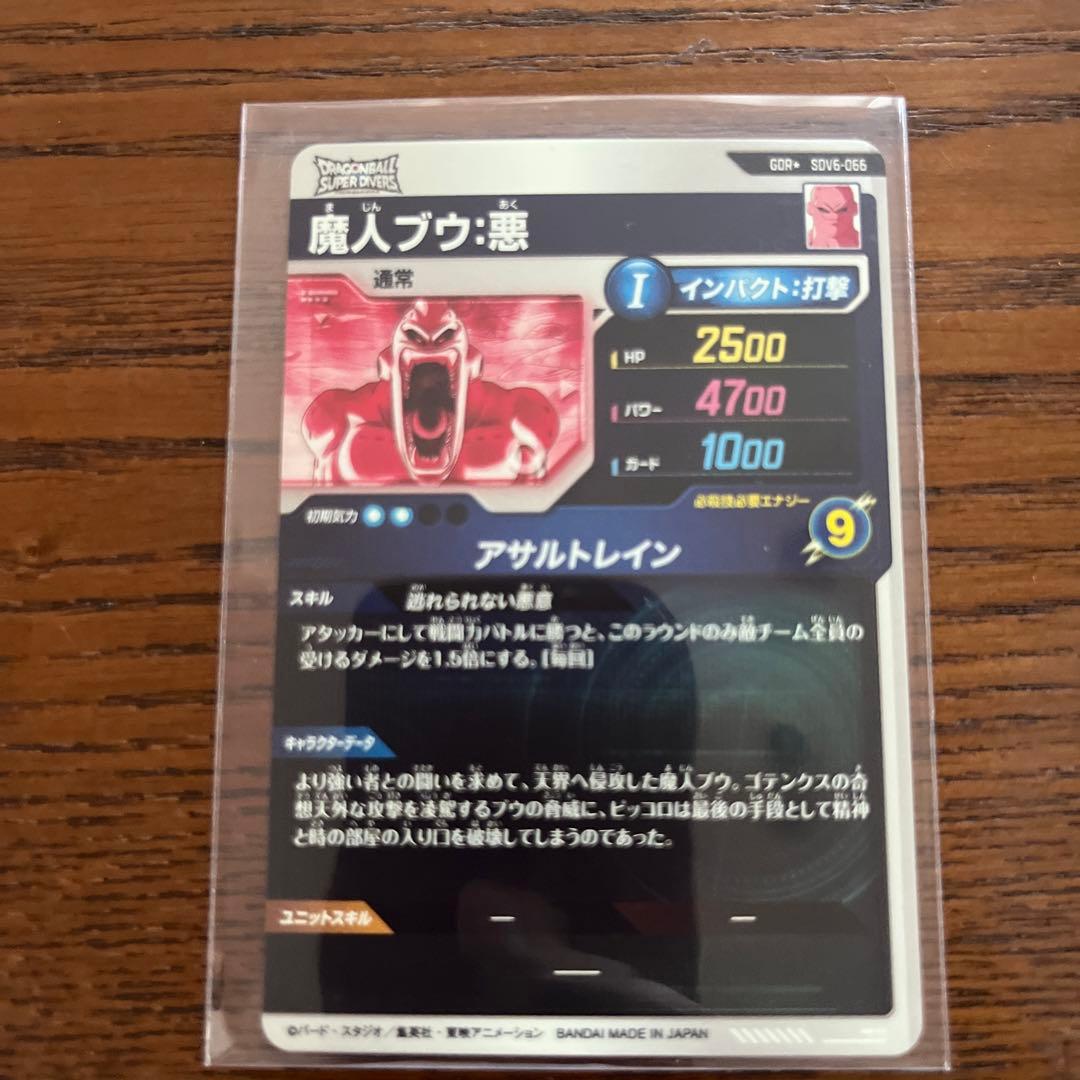 DRAGONBALL
SUPER DIVERS
GDR★ SDV6-066
ま じん おく
魔人ブウ:悪
通常
I インパクト:打撃
HP 2500
パワー 4700
ガード 1000
初期気力
必殺技必要エナジー
9
アサルトレイン
スキル 逃れられない悪意
アタッカーにして戦闘力バトルに勝つと、このラウンドのみ敵チーム全員の
受けるダメージを1.5倍にする。[毎回]
キャラクターデータ
より強い者との闘いを求めて、天界へ侵攻した魔人ブウ。ゴテンクスの奇
想天外な攻撃を凌駕するブウの脅威に、ピッコロは最後の手段として精神
と時の部屋の入り口を破壊してしまうのであった。
ユニットスキル — —
—
©バード・スタジオ/集英社・東映アニメーション BANDAI MADE IN JAPAN